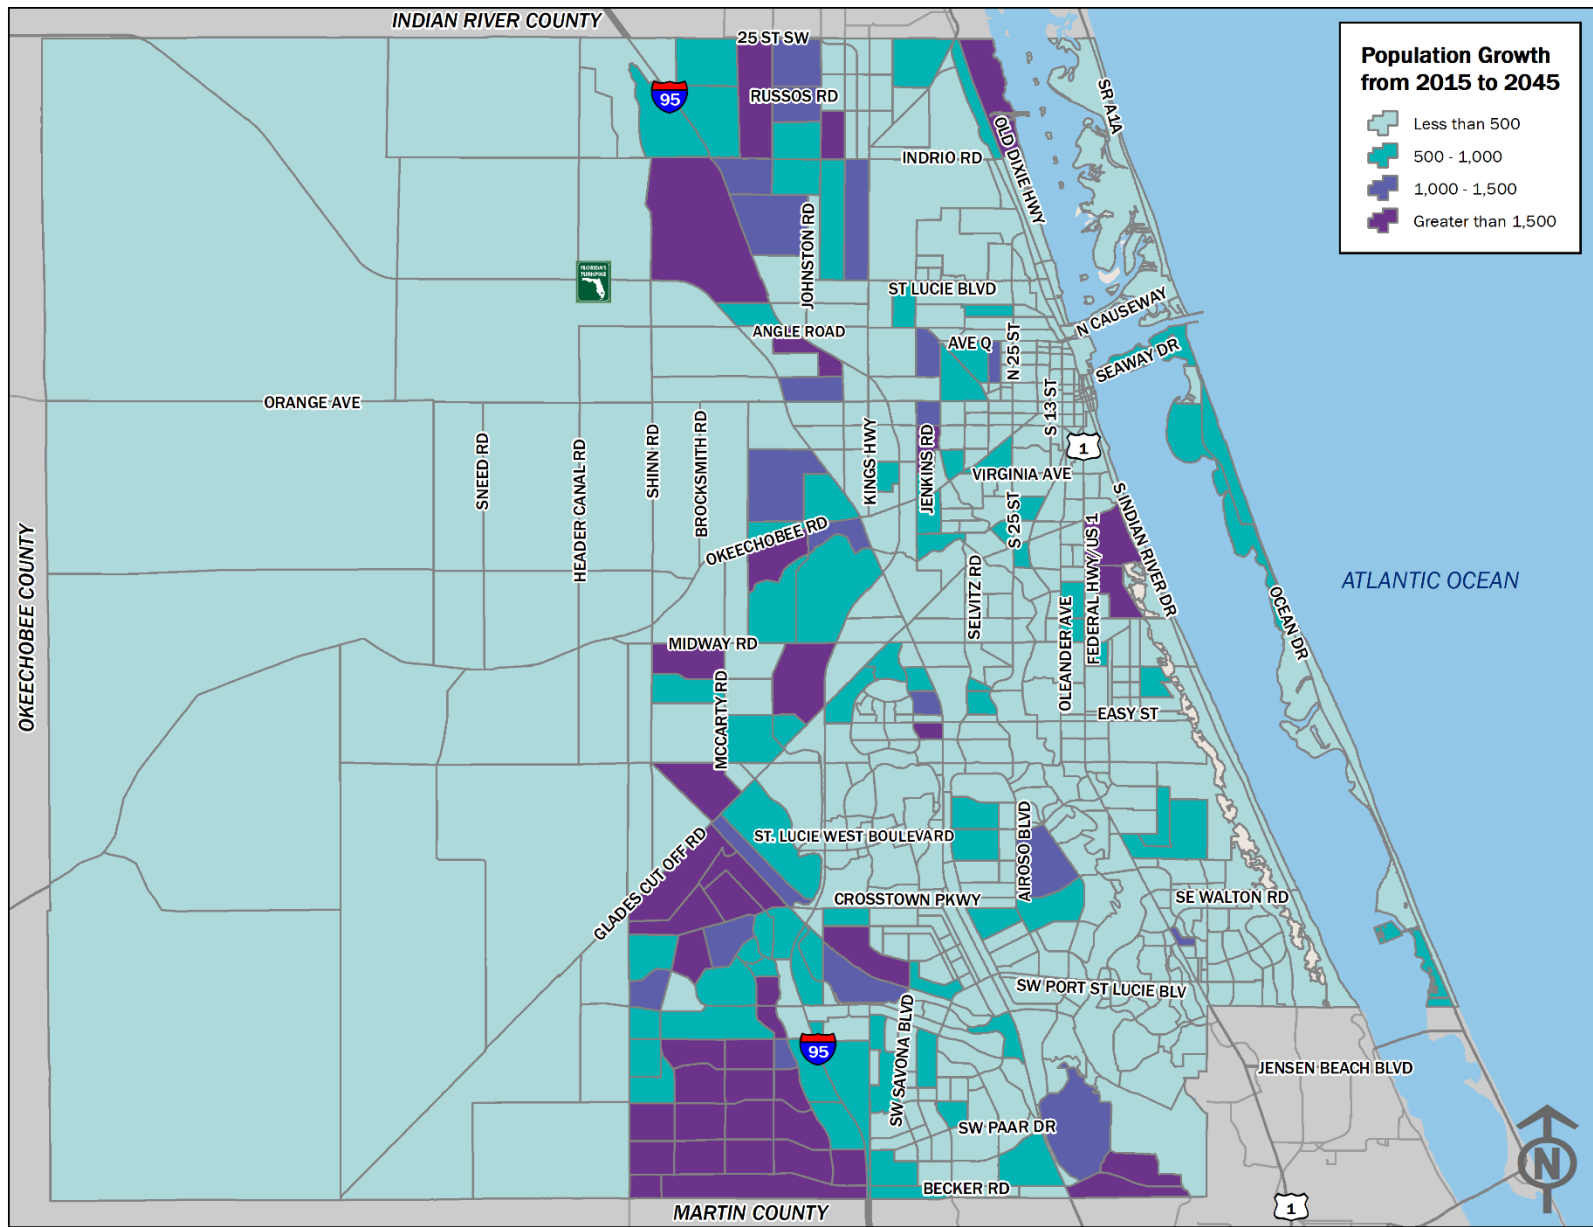 INDIAN RIVER COUNTY
25 ST SW
Population Growth
from 2015 to 2045
Less than 500
500 - 1,000
1,000 - 1,500
Greater than 1,500
95
RUSSOS RD
SR A1A
OLD DIXIE HWY
INDRIO RD
JOHNSTON RD
FLORIDA'S
TURNPIKE
ST LUCIE BLVD
N CAUSEWAY
ANGLE ROAD
AVE Q
N 25 ST
SEAWAY DR
ORANGE AVE
S 13 ST
1
SNEED RD
HEADER CANAL RD
SHINN RD
BROCKSMITH RD
KINGS HWY
JENKINS RD
VIRGINIA AVE
S 25 ST
S INDIAN RIVER DR
OKEECHOBEE RD
OKEECHOBEE COUNTY
SELVITZ RD
OLEANDER AVE
FEDERAL HWY/US 1
ATLANTIC OCEAN
OCEAN DR
MIDWAY RD
MCCARTY RD
EASY ST
ST. LUCIE WEST BOULEVARD
AIROSO BLVD
GLADES CUT OFF RD
CROSSTOWN PKWY
SE WALTON RD
SW PORT ST LUCIE BLV
SW SAVONA BLVD
95
JENSEN BEACH BLVD
SW PAAR DR
BECKER RD
MARTIN COUNTY
1
N